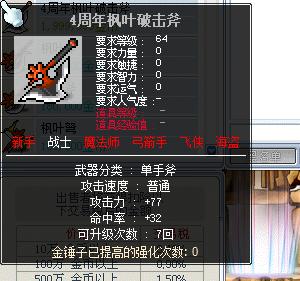 4周年枫叶破击斧
要求等级: 64
要求力量: 0
要求敏捷: 0
要求智力: 0
要求运气: 0
要求人气度: -
道具等级: -
道具经验值: -
新手 战士 魔法师 弓箭手 飞侠 海盗
武器分类 : 单手斧
攻击速度 : 普通
攻击力 : +77
命中率 : +32
可升级次数 : 7回
金锤子已提高的强化次数: 0